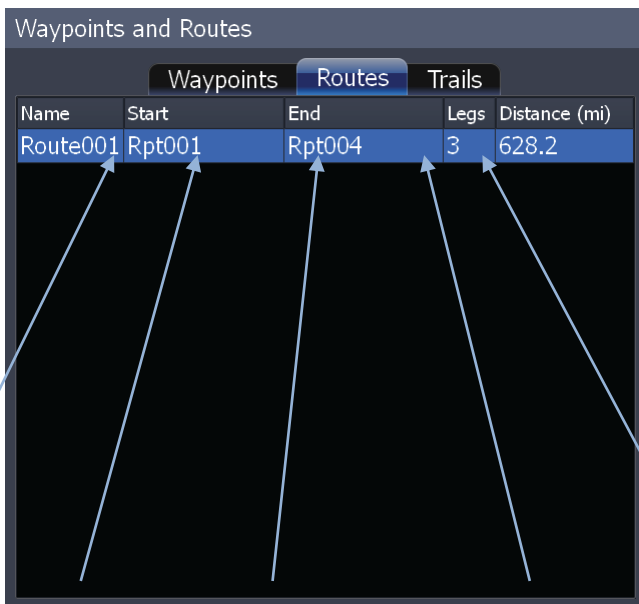 Waypoints and Routes
Waypoints Routes Trails
Name Start End Legs Distance (mi)
Route001 Rpt001 Rpt004 3 628.2